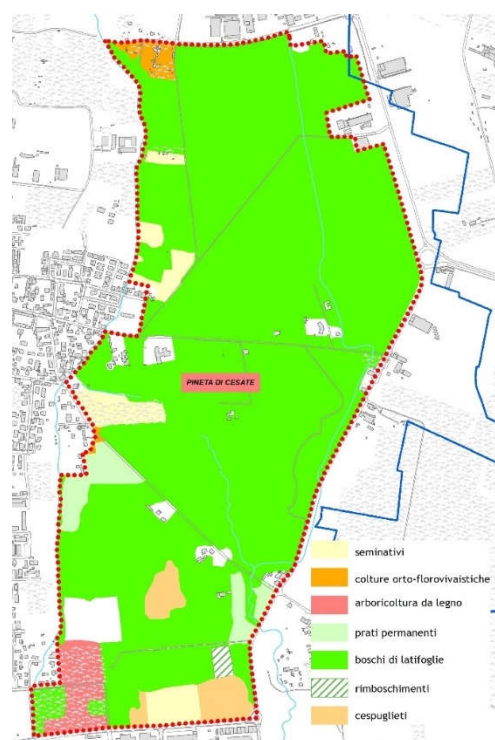 PINETA DI CESATE
seminativi
colture orto-florovivaistiche
arboricoltura da legno
prati permanenti
boschi di latifoglie
rimboschimenti
cespuglieti